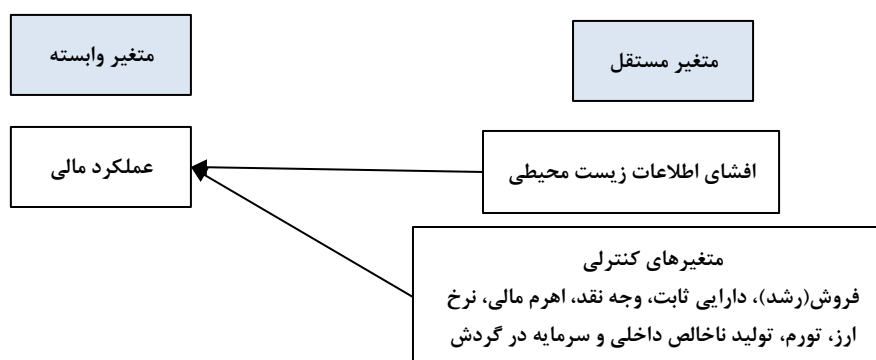 متغیر مستقل
متغیر وابسته
افشای اطلاعات زیست محیطی
عملکرد مالی
متغیرهای کنترلی
فروش(رشد)، دارایی ثابت، وجه نقد، اهرم مالی، نرخ
ارز، تورم، تولید ناخالص داخلی و سرمایه در گردش